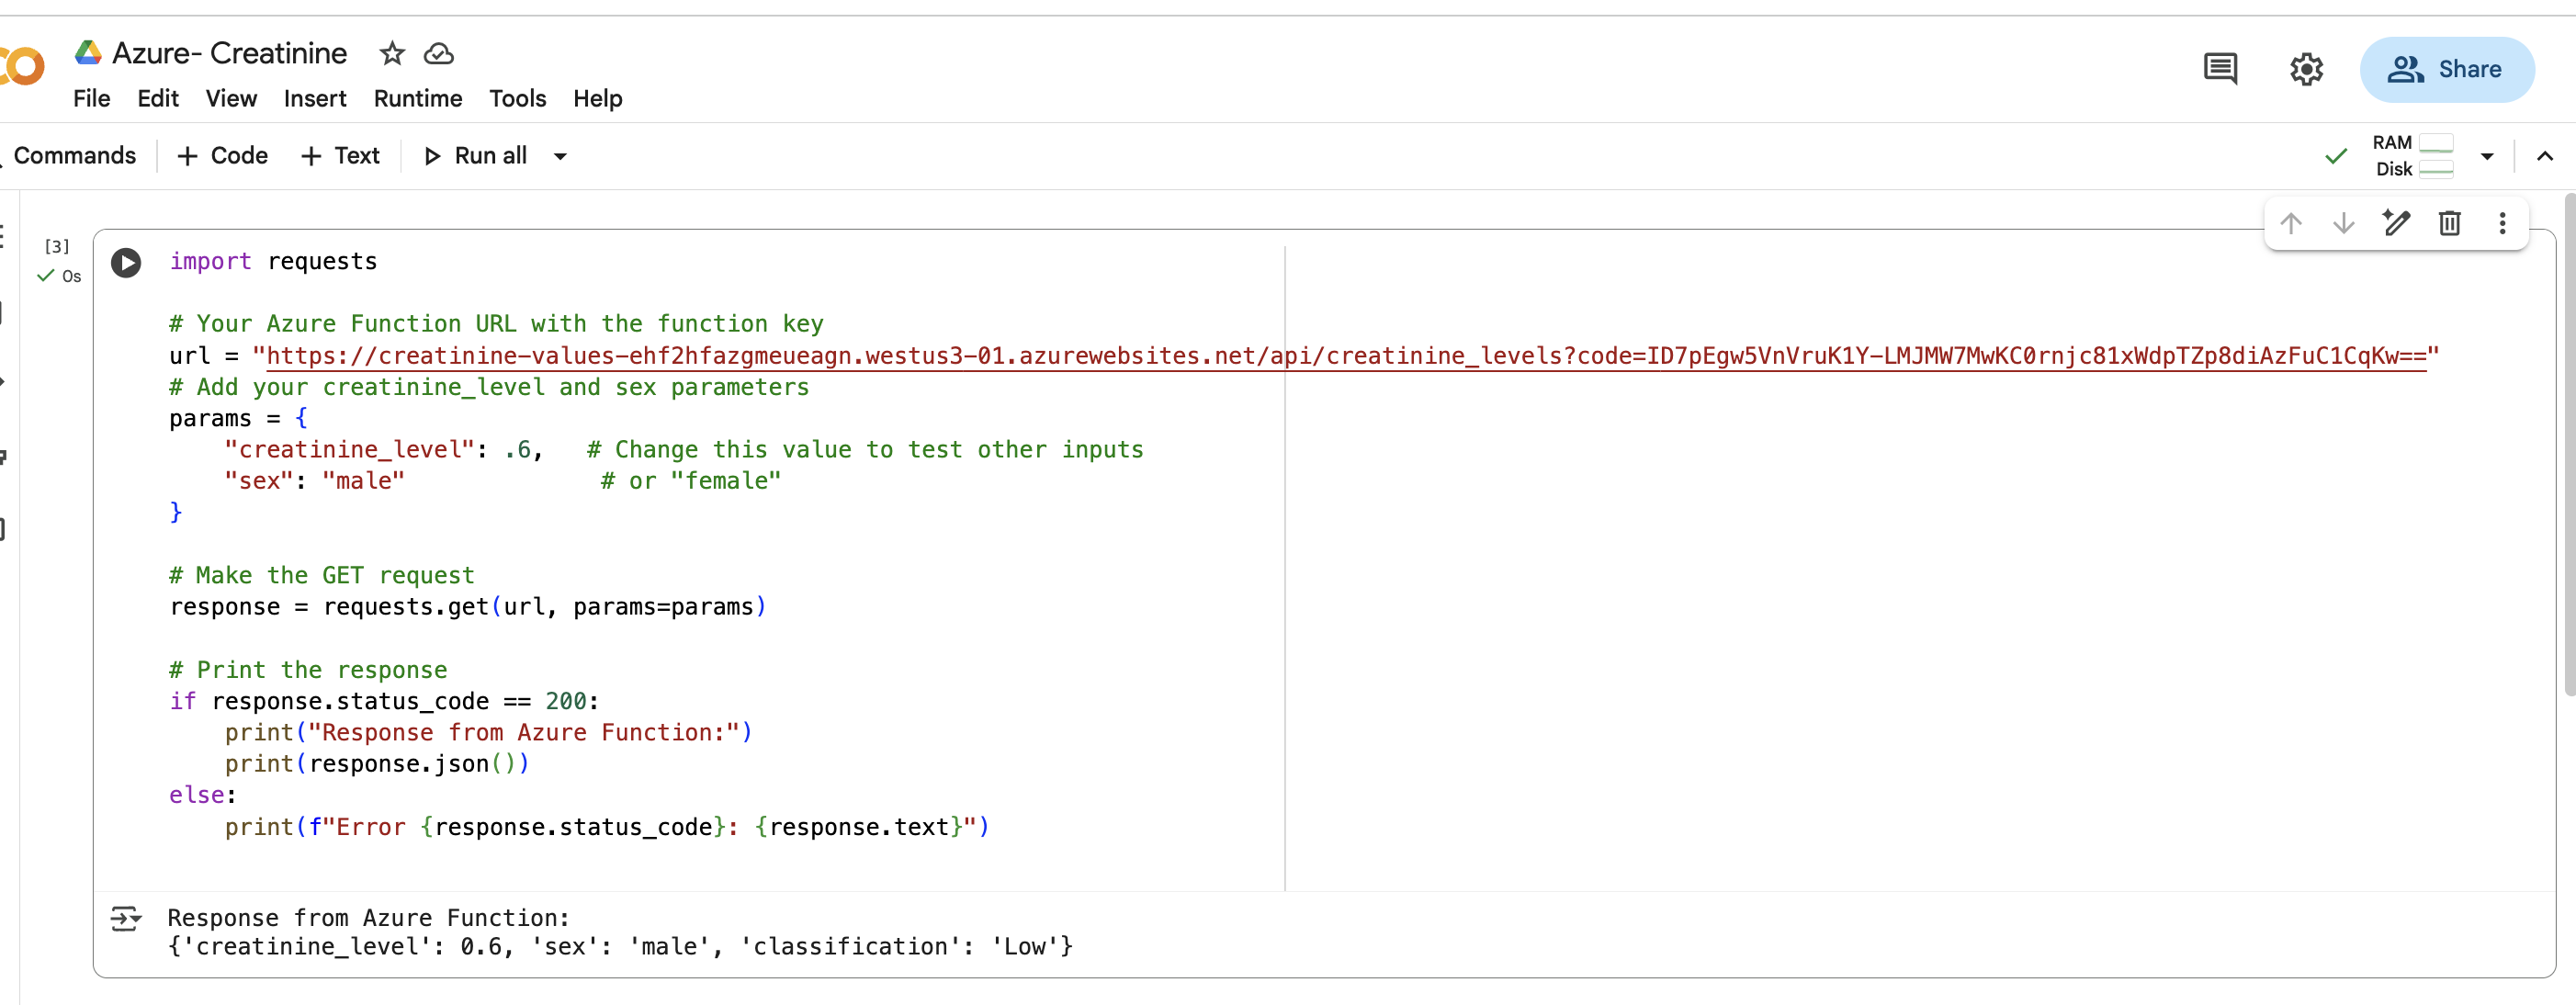 Azure- Creatinine
File Edit View Insert Runtime Tools Help
Share
Commands + Code + Text Run all
RAM
Disk
[3]
0s
import requests
# Your Azure Function URL with the function key
url = "https://creatinine-values-ehf2hfazgmeueagn.westus3-01.azurewebsites.net/api/creatinine_levels?code=ID7pEgw5VnVruK1Y-LMJMW7MwKC0rnjc81xWdpTZp8diAzFuC1CqKw=="
# Add your creatinine_level and sex parameters
params = {
    "creatinine_level": .6,   # Change this value to test other inputs
    "sex": "male"              # or "female"
}
# Make the GET request
response = requests.get(url, params=params)
# Print the response
if response.status_code == 200:
    print("Response from Azure Function:")
    print(response.json())
else:
    print(f"Error {response.status_code}: {response.text}")
Response from Azure Function:
{'creatinine_level': 0.6, 'sex': 'male', 'classification': 'Low'}